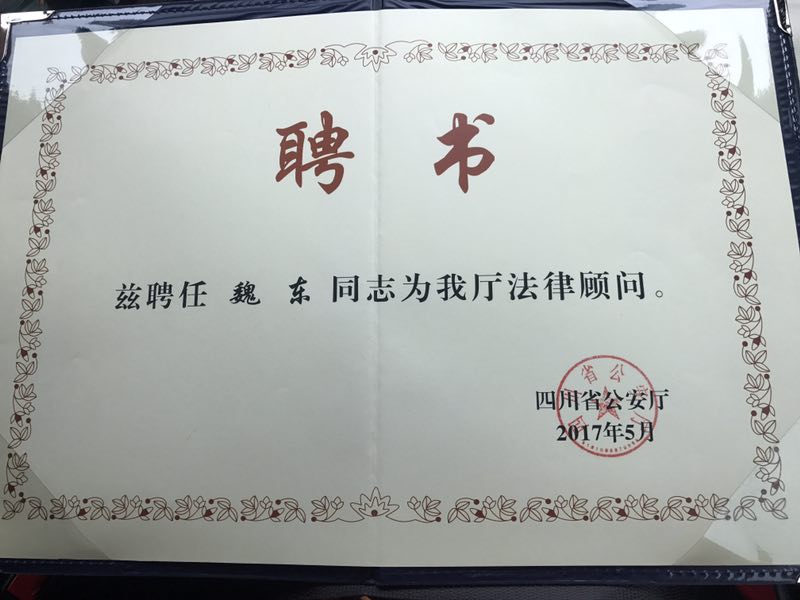 聘 书
兹聘任 魏 东 同志为我厅法律顾问。
四川省公安厅
2017年5月